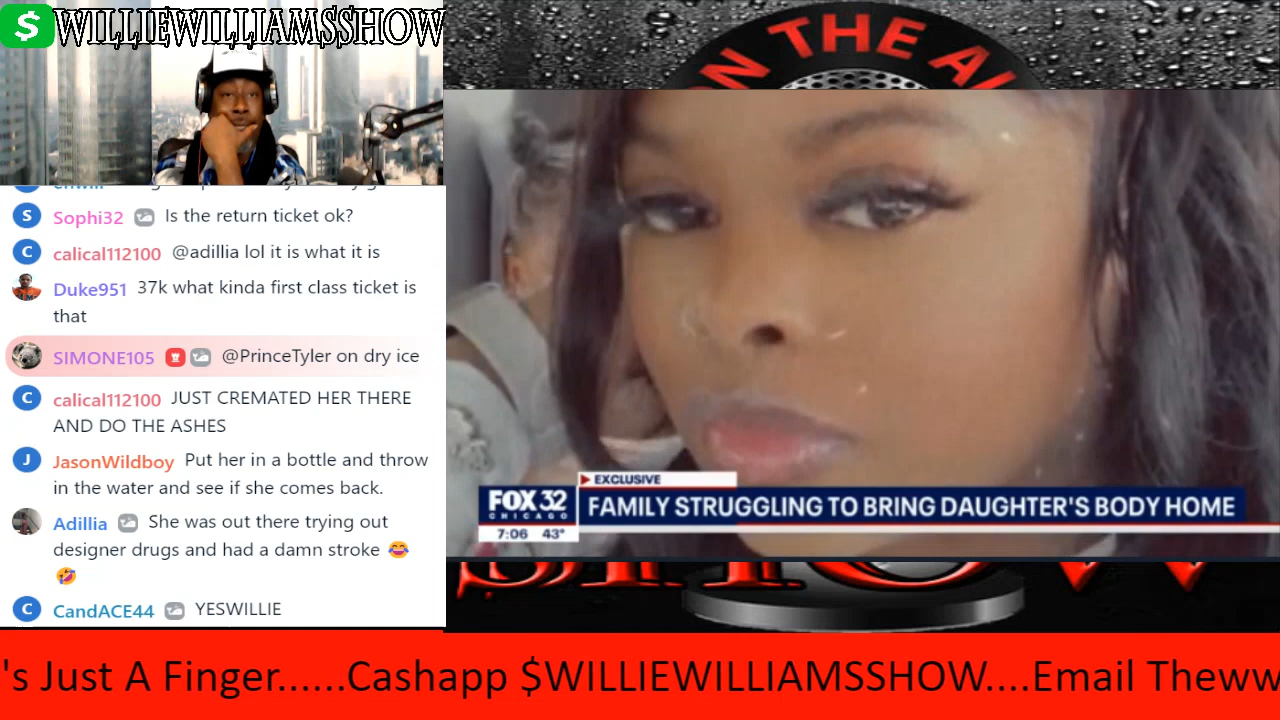 $ WILLIEWILLIAMSSHOW
ON THE AI
S Sophi32 Is the return ticket ok?
C calical112100 @adillia lol it is what it is
Duke951 37k what kinda first class ticket is
that
SIMONE105 @PrinceTyler on dry ice
C calical112100 JUST CREMATED HER THERE
AND DO THE ASHES
J JasonWildboy Put her in a bottle and throw
in the water and see if she comes back.
Adillia She was out there trying out
designer drugs and had a damn stroke 😂
🤣
C CandACE44 YESWILLIE
EXCLUSIVE
FOX 32
CHICAGO
FAMILY STRUGGLING TO BRING DAUGHTER'S BODY HOME
7:06 43°
SHOW
's Just A Finger......Cashapp $WILLIEWILLIAMSSHOW....Email Theww